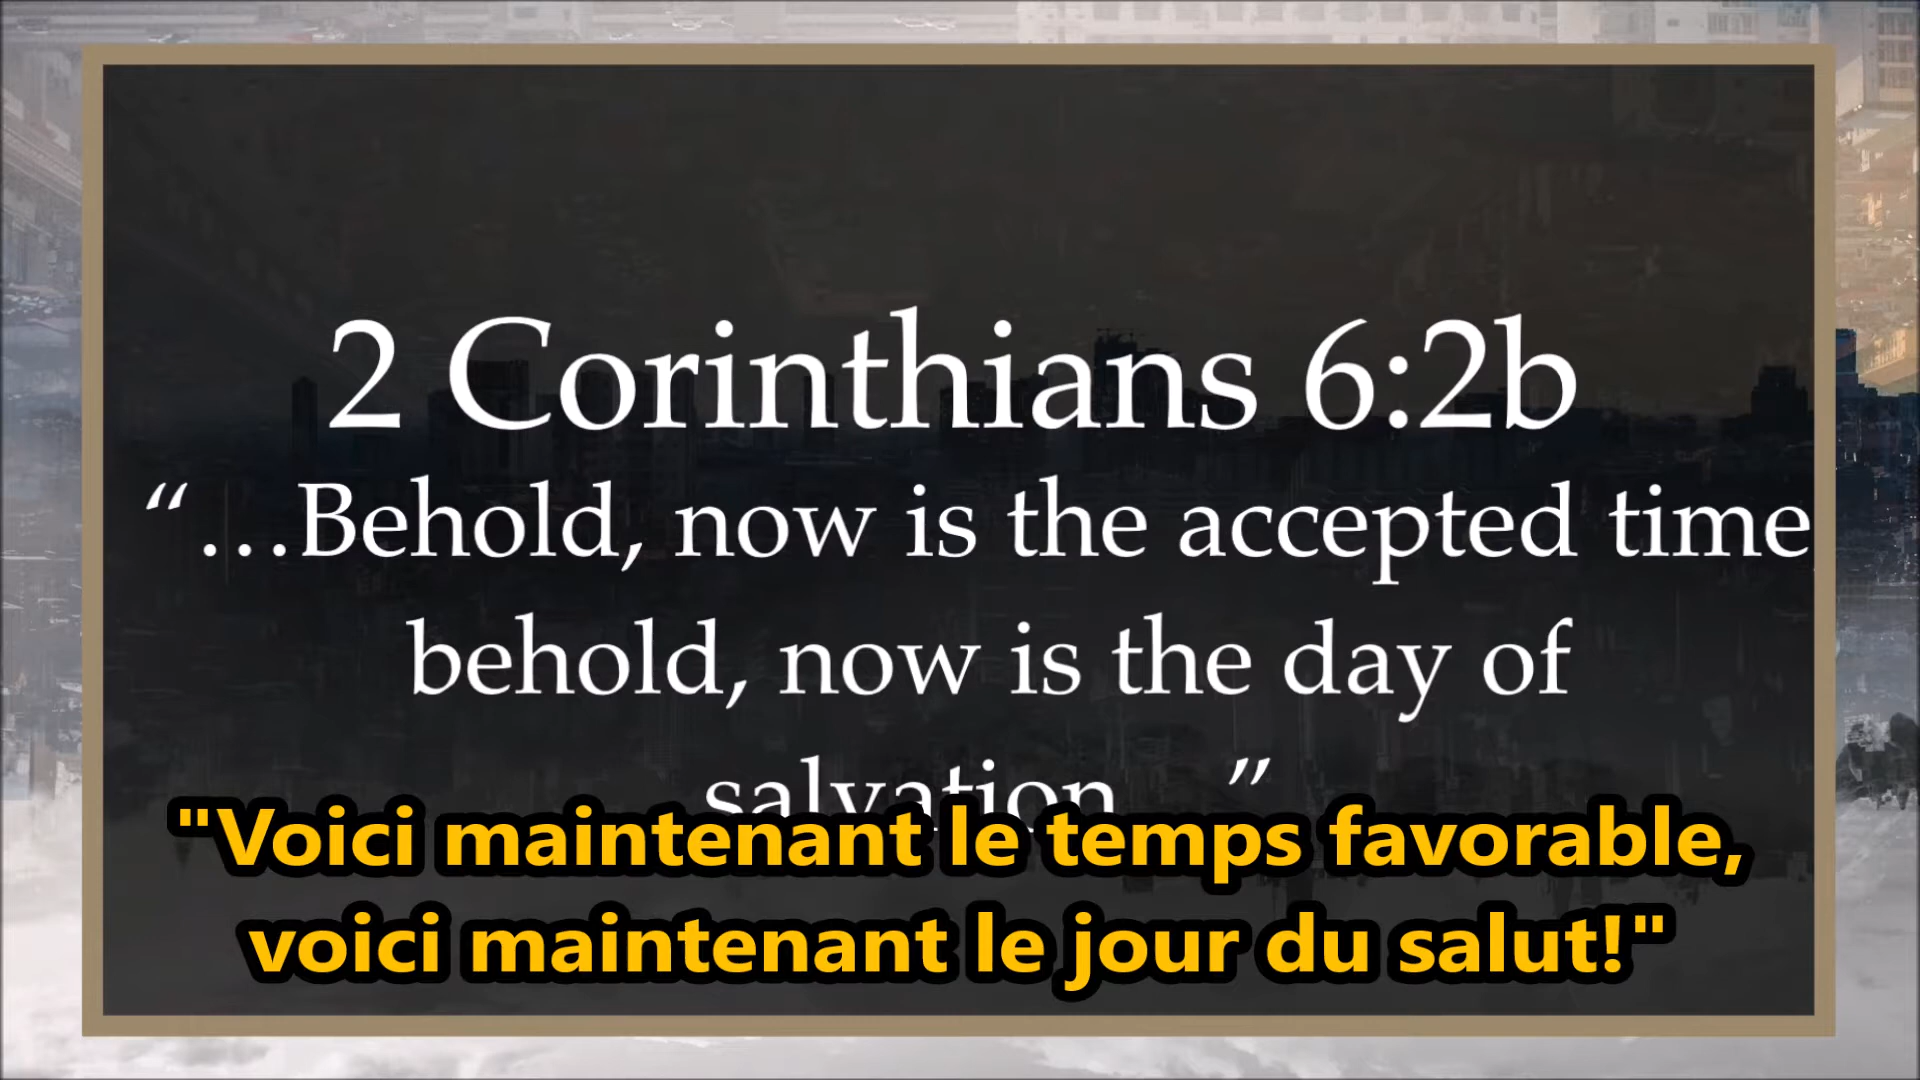 2 Corinthians 6:2b
“…Behold, now is the accepted time
behold, now is the day of
salvation…”
"Voici maintenant le temps favorable,
voici maintenant le jour du salut!"